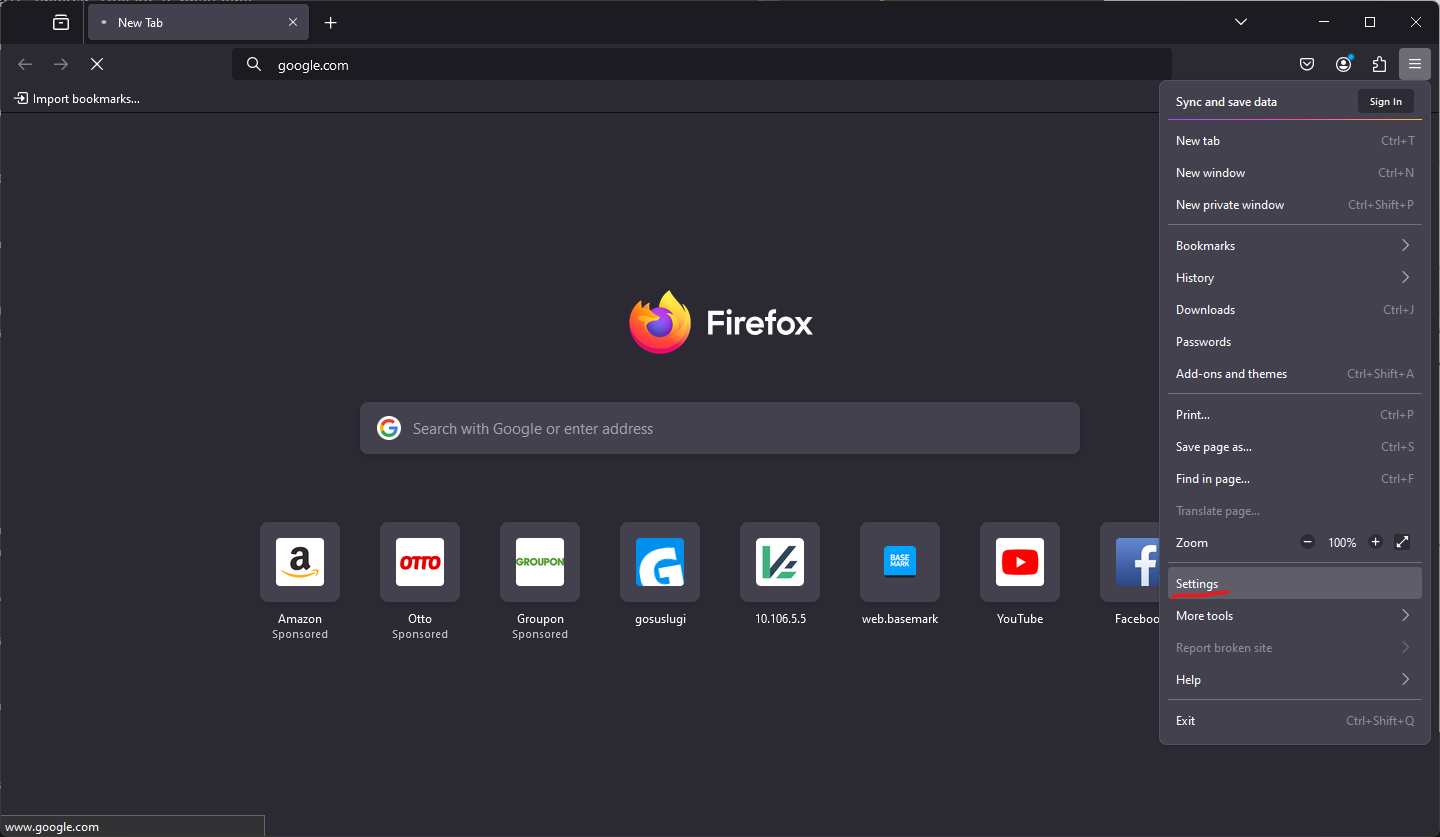 New Tab
google.com
Import bookmarks...
Sync and save data Sign In
New tab Ctrl+T
New window Ctrl+N
New private window Ctrl+Shift+P
Bookmarks
History
Downloads Ctrl+J
Passwords
Add-ons and themes Ctrl+Shift+A
Print... Ctrl+P
Save page as... Ctrl+S
Find in page... Ctrl+F
Translate page...
Zoom 100%
Settings
More tools
Report broken site
Help
Exit Ctrl+Shift+Q
Firefox
Search with Google or enter address
a OTTO GROUPON BASE
MARK f
Amazon Otto Groupon gosuslugi 10.106.5.5 web.basemark YouTube Faceboo
Sponsored Sponsored Sponsored
www.google.com